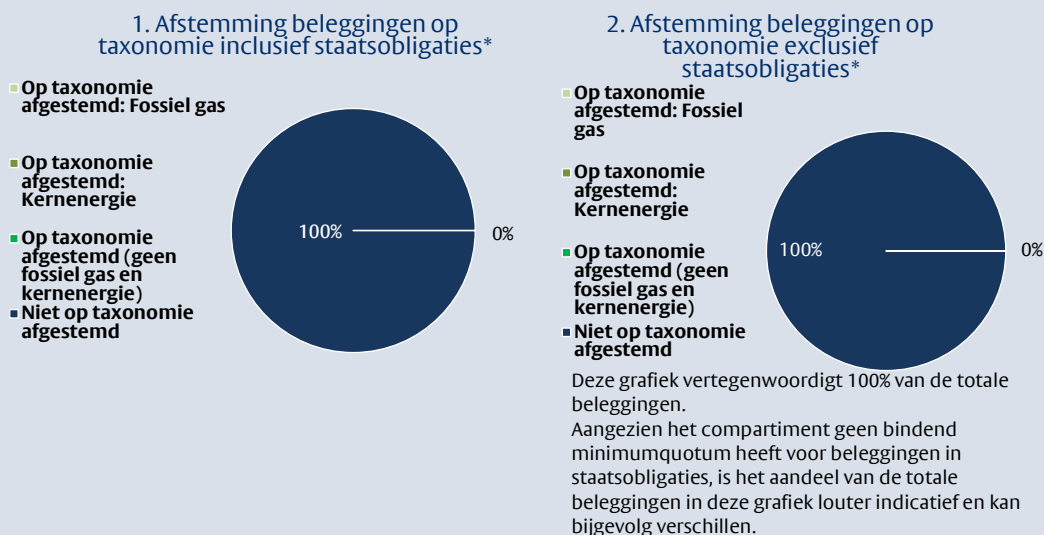 1. Afstemming beleggingen op
taxonomie inclusief staatsobligaties*
Op taxonomie
afgestemd: Fossiel gas
Op taxonomie
afgestemd:
Kernenergie
Op taxonomie
afgestemd (geen
fossiel gas en
kernenergie)
Niet op taxonomie
afgestemd
100%
0%
2. Afstemming beleggingen op
taxonomie exclusief
staatsobligaties*
Op taxonomie
afgestemd: Fossiel
gas
Op taxonomie
afgestemd:
Kernenergie
Op taxonomie
afgestemd (geen
fossiel gas en
kernenergie)
Niet op taxonomie
afgestemd
100%
0%
Deze grafiek vertegenwoordigt 100% van de totale
beleggingen.
Aangezien het compartiment geen bindend
minimumquotum heeft voor beleggingen in
staatsobligaties, is het aandeel van de totale
beleggingen in deze grafiek louter indicatief en kan
bijgevolg verschillen.